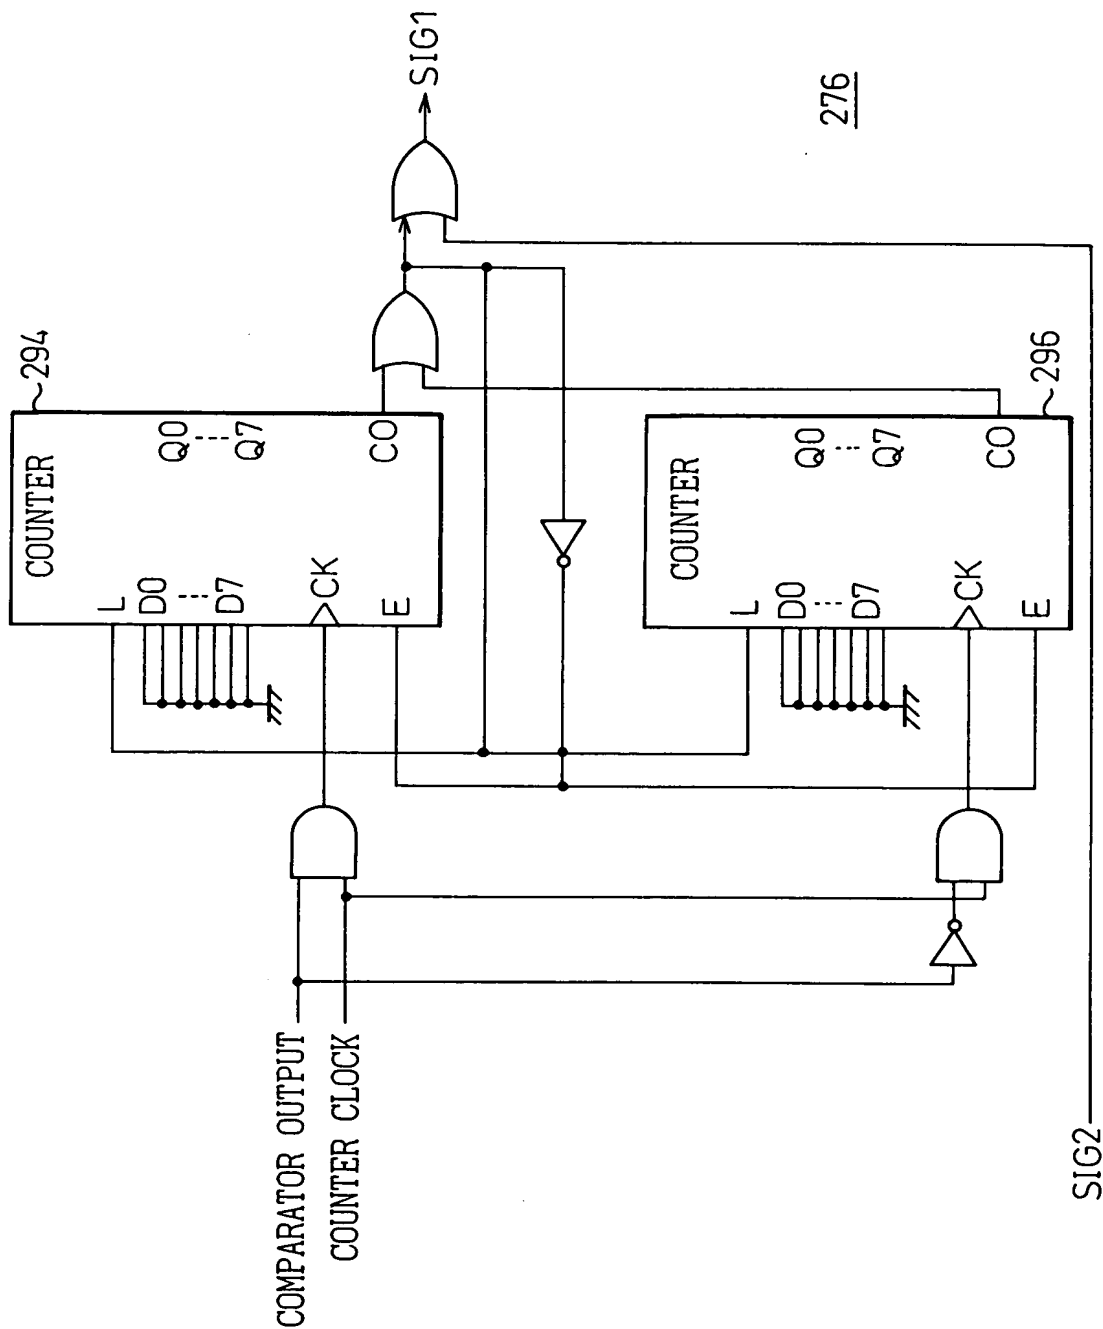 COMPARATOR OUTPUT
COUNTER CLOCK
COUNTER
294
L
D0
D7
CK
E
Q0
Q7
CO
COUNTER
296
L
D0
D7
CK
E
Q0
Q7
CO
SIG1
SIG2
276